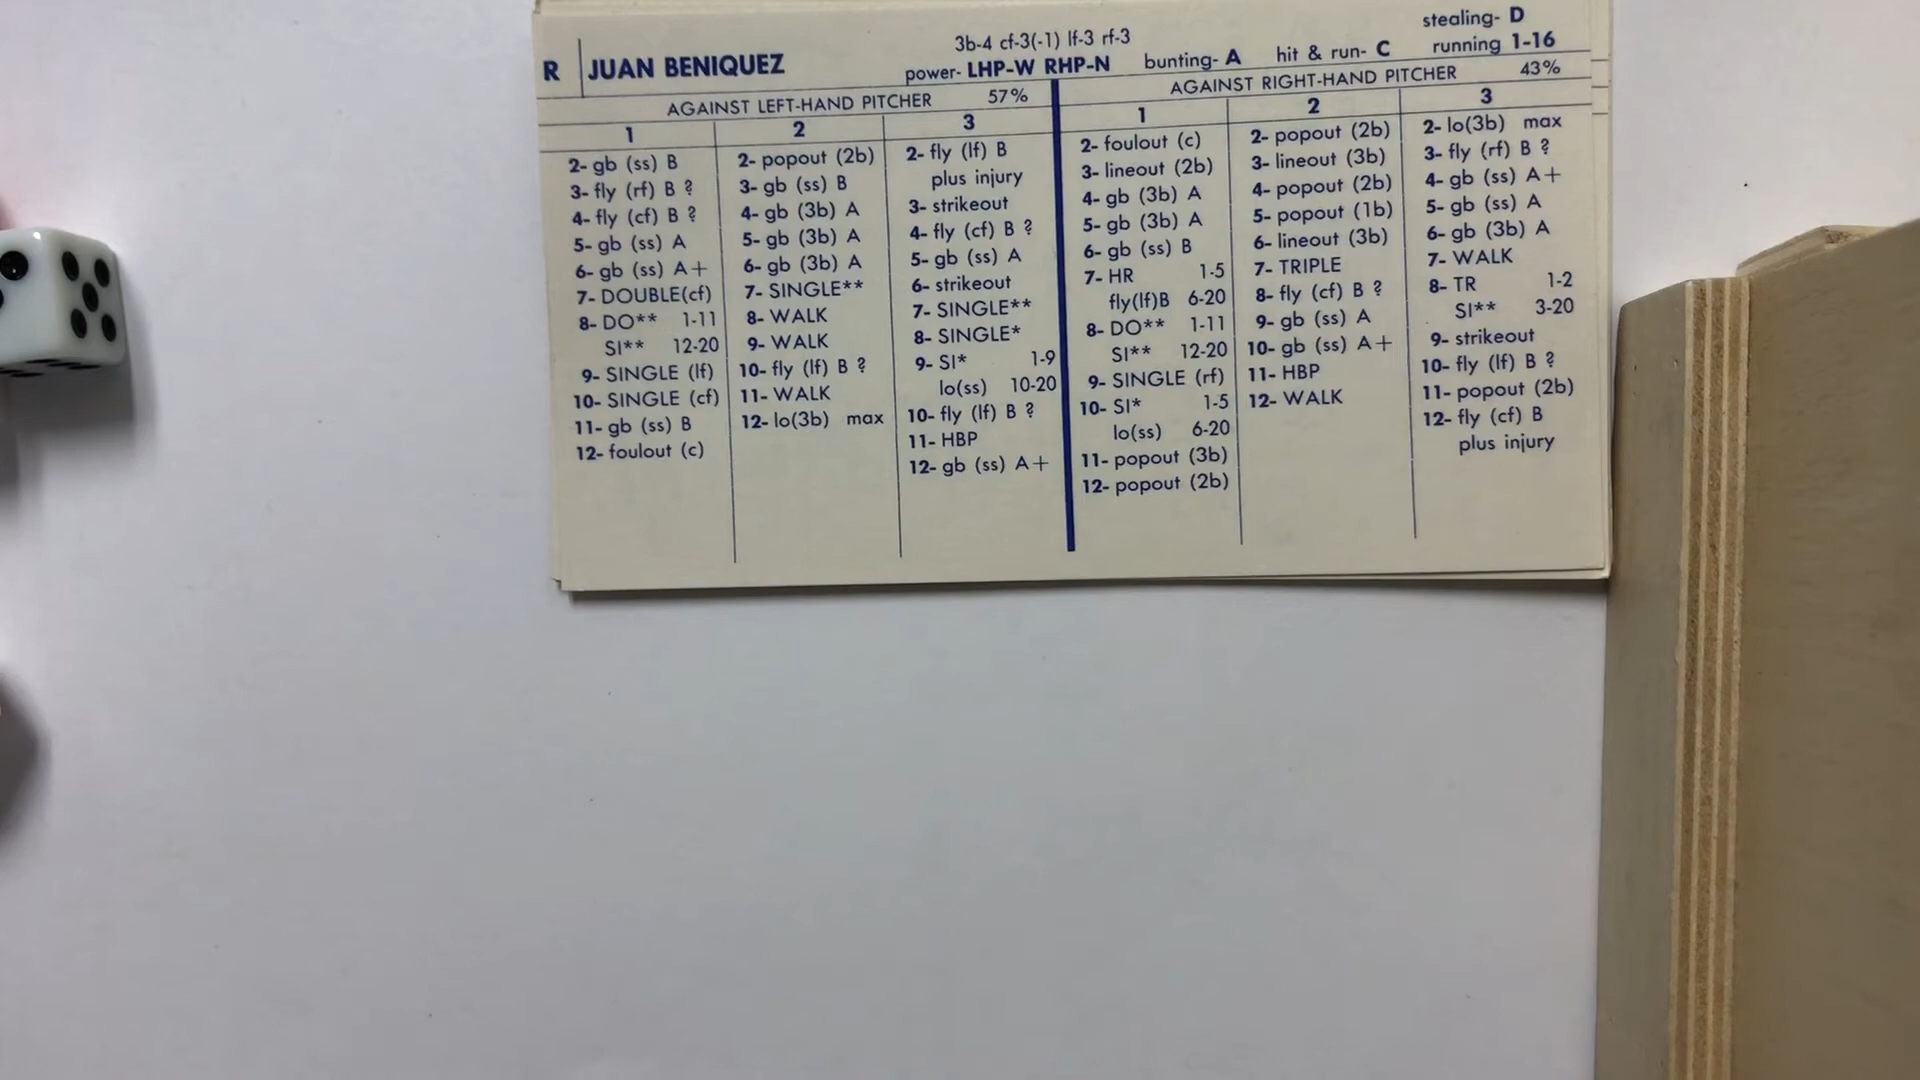 stealing- D
3b-4 cf-3(-1) lf-3 rf-3
R JUAN BENIQUEZ power- LHP-W RHP-N bunting- A hit & run- C running 1-16
AGAINST LEFT-HAND PITCHER 57%
1 2 3
2- gb (ss) B
3- fly (rf) B ?
4- fly (cf) B ?
5- gb (ss) A
6- gb (ss) A+
7- DOUBLE(cf)
8- DO** 1-11
SI** 12-20
9- SINGLE (lf)
10- SINGLE (cf)
11- gb (ss) B
12- foulout (c)
2- popout (2b)
3- gb (ss) B
4- gb (3b) A
5- gb (3b) A
6- gb (3b) A
7- SINGLE**
8- WALK
9- WALK
10- fly (lf) B ?
11- WALK
12- lo(3b) max
2- fly (lf) B
plus injury
3- strikeout
4- fly (cf) B ?
5- gb (ss) A
6- strikeout
7- SINGLE**
8- SINGLE*
9- SI* 1-9
lo(ss) 10-20
10- fly (lf) B ?
11- HBP
12- gb (ss) A+
AGAINST RIGHT-HAND PITCHER 43%
1 2 3
2- foulout (c)
3- lineout (2b)
4- gb (3b) A
5- gb (3b) A
6- gb (ss) B
7- HR 1-5
fly(lf)B 6-20
8- DO** 1-11
SI** 12-20
9- SINGLE (rf)
10- SI* 1-5
lo(ss) 6-20
11- popout (3b)
12- popout (2b)
2- popout (2b)
3- lineout (3b)
4- popout (2b)
5- popout (1b)
6- lineout (3b)
7- TRIPLE
8- fly (cf) B ?
9- gb (ss) A
10- gb (ss) A+
11- HBP
12- WALK
2- lo(3b) max
3- fly (rf) B ?
4- gb (ss) A+
5- gb (ss) A
6- gb (3b) A
7- WALK
8- TR 1-2
SI** 3-20
9- strikeout
10- fly (lf) B ?
11- popout (2b)
12- fly (cf) B
plus injury